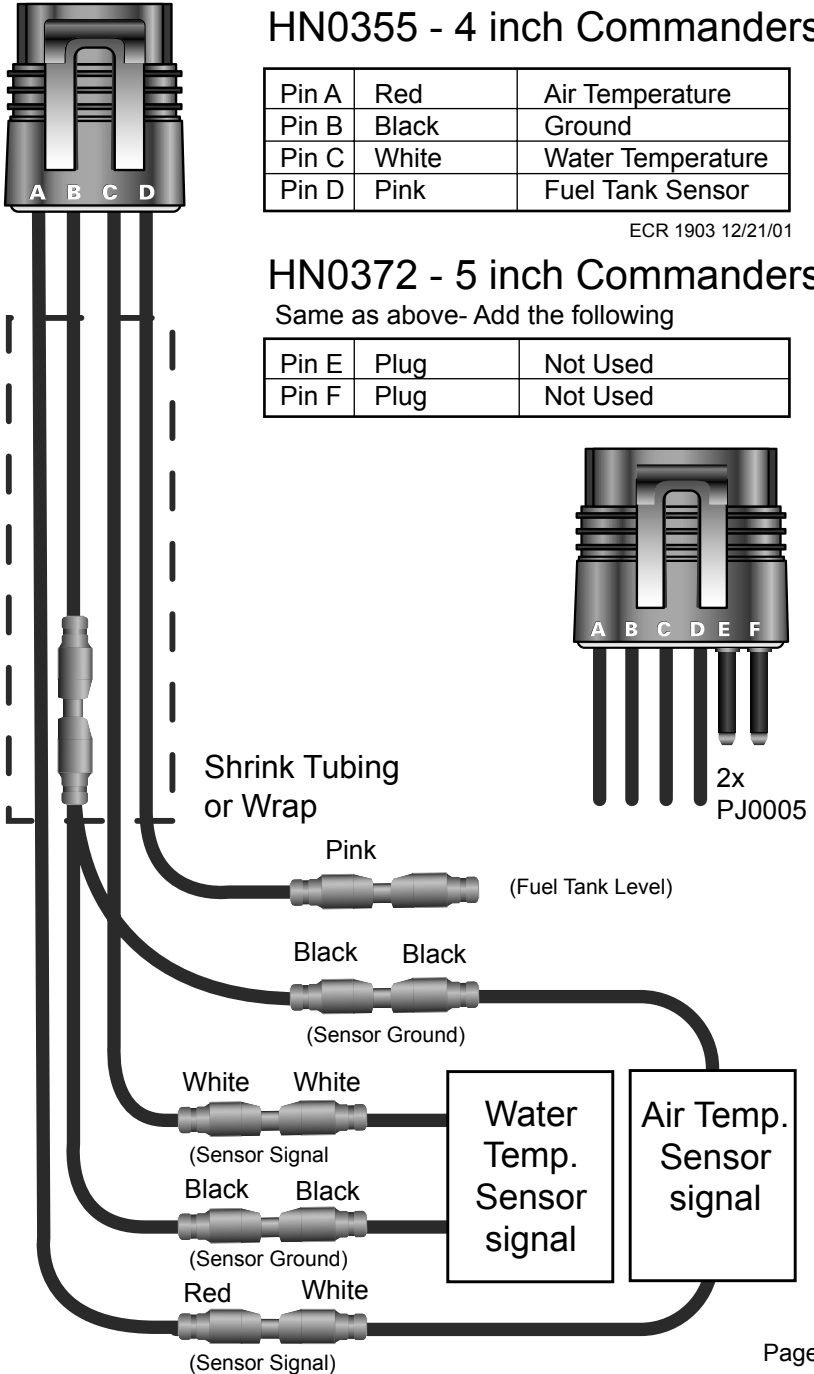 HN0355 - 4 inch Commanders
Pin A Red Air Temperature
Pin B Black Ground
Pin C White Water Temperature
Pin D Pink Fuel Tank Sensor
ECR 1903 12/21/01
A B C D
HN0372 - 5 inch Commanders
Same as above- Add the following
Pin E Plug Not Used
Pin F Plug Not Used
A B C D E F
2x
PJ0005
Shrink Tubing
or Wrap
Pink
(Fuel Tank Level)
Black Black
(Sensor Ground)
White White
(Sensor Signal
Black Black
(Sensor Ground)
Red White
(Sensor Signal)
Water
Temp.
Sensor
signal
Air Temp.
Sensor
signal
Page